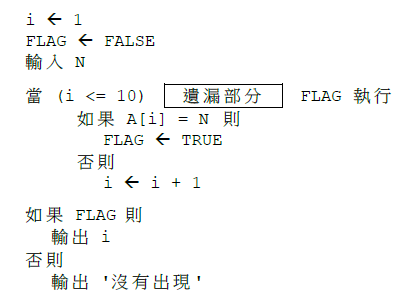 i ← 1
FLAG ← FALSE
輸入 N
當 (i <= 10) 遺漏部分 FLAG 執行
如果 A[i] = N 則
FLAG ← TRUE
否則
i ← i + 1
如果 FLAG 則
輸出 i
否則
輸出 '沒有出現'